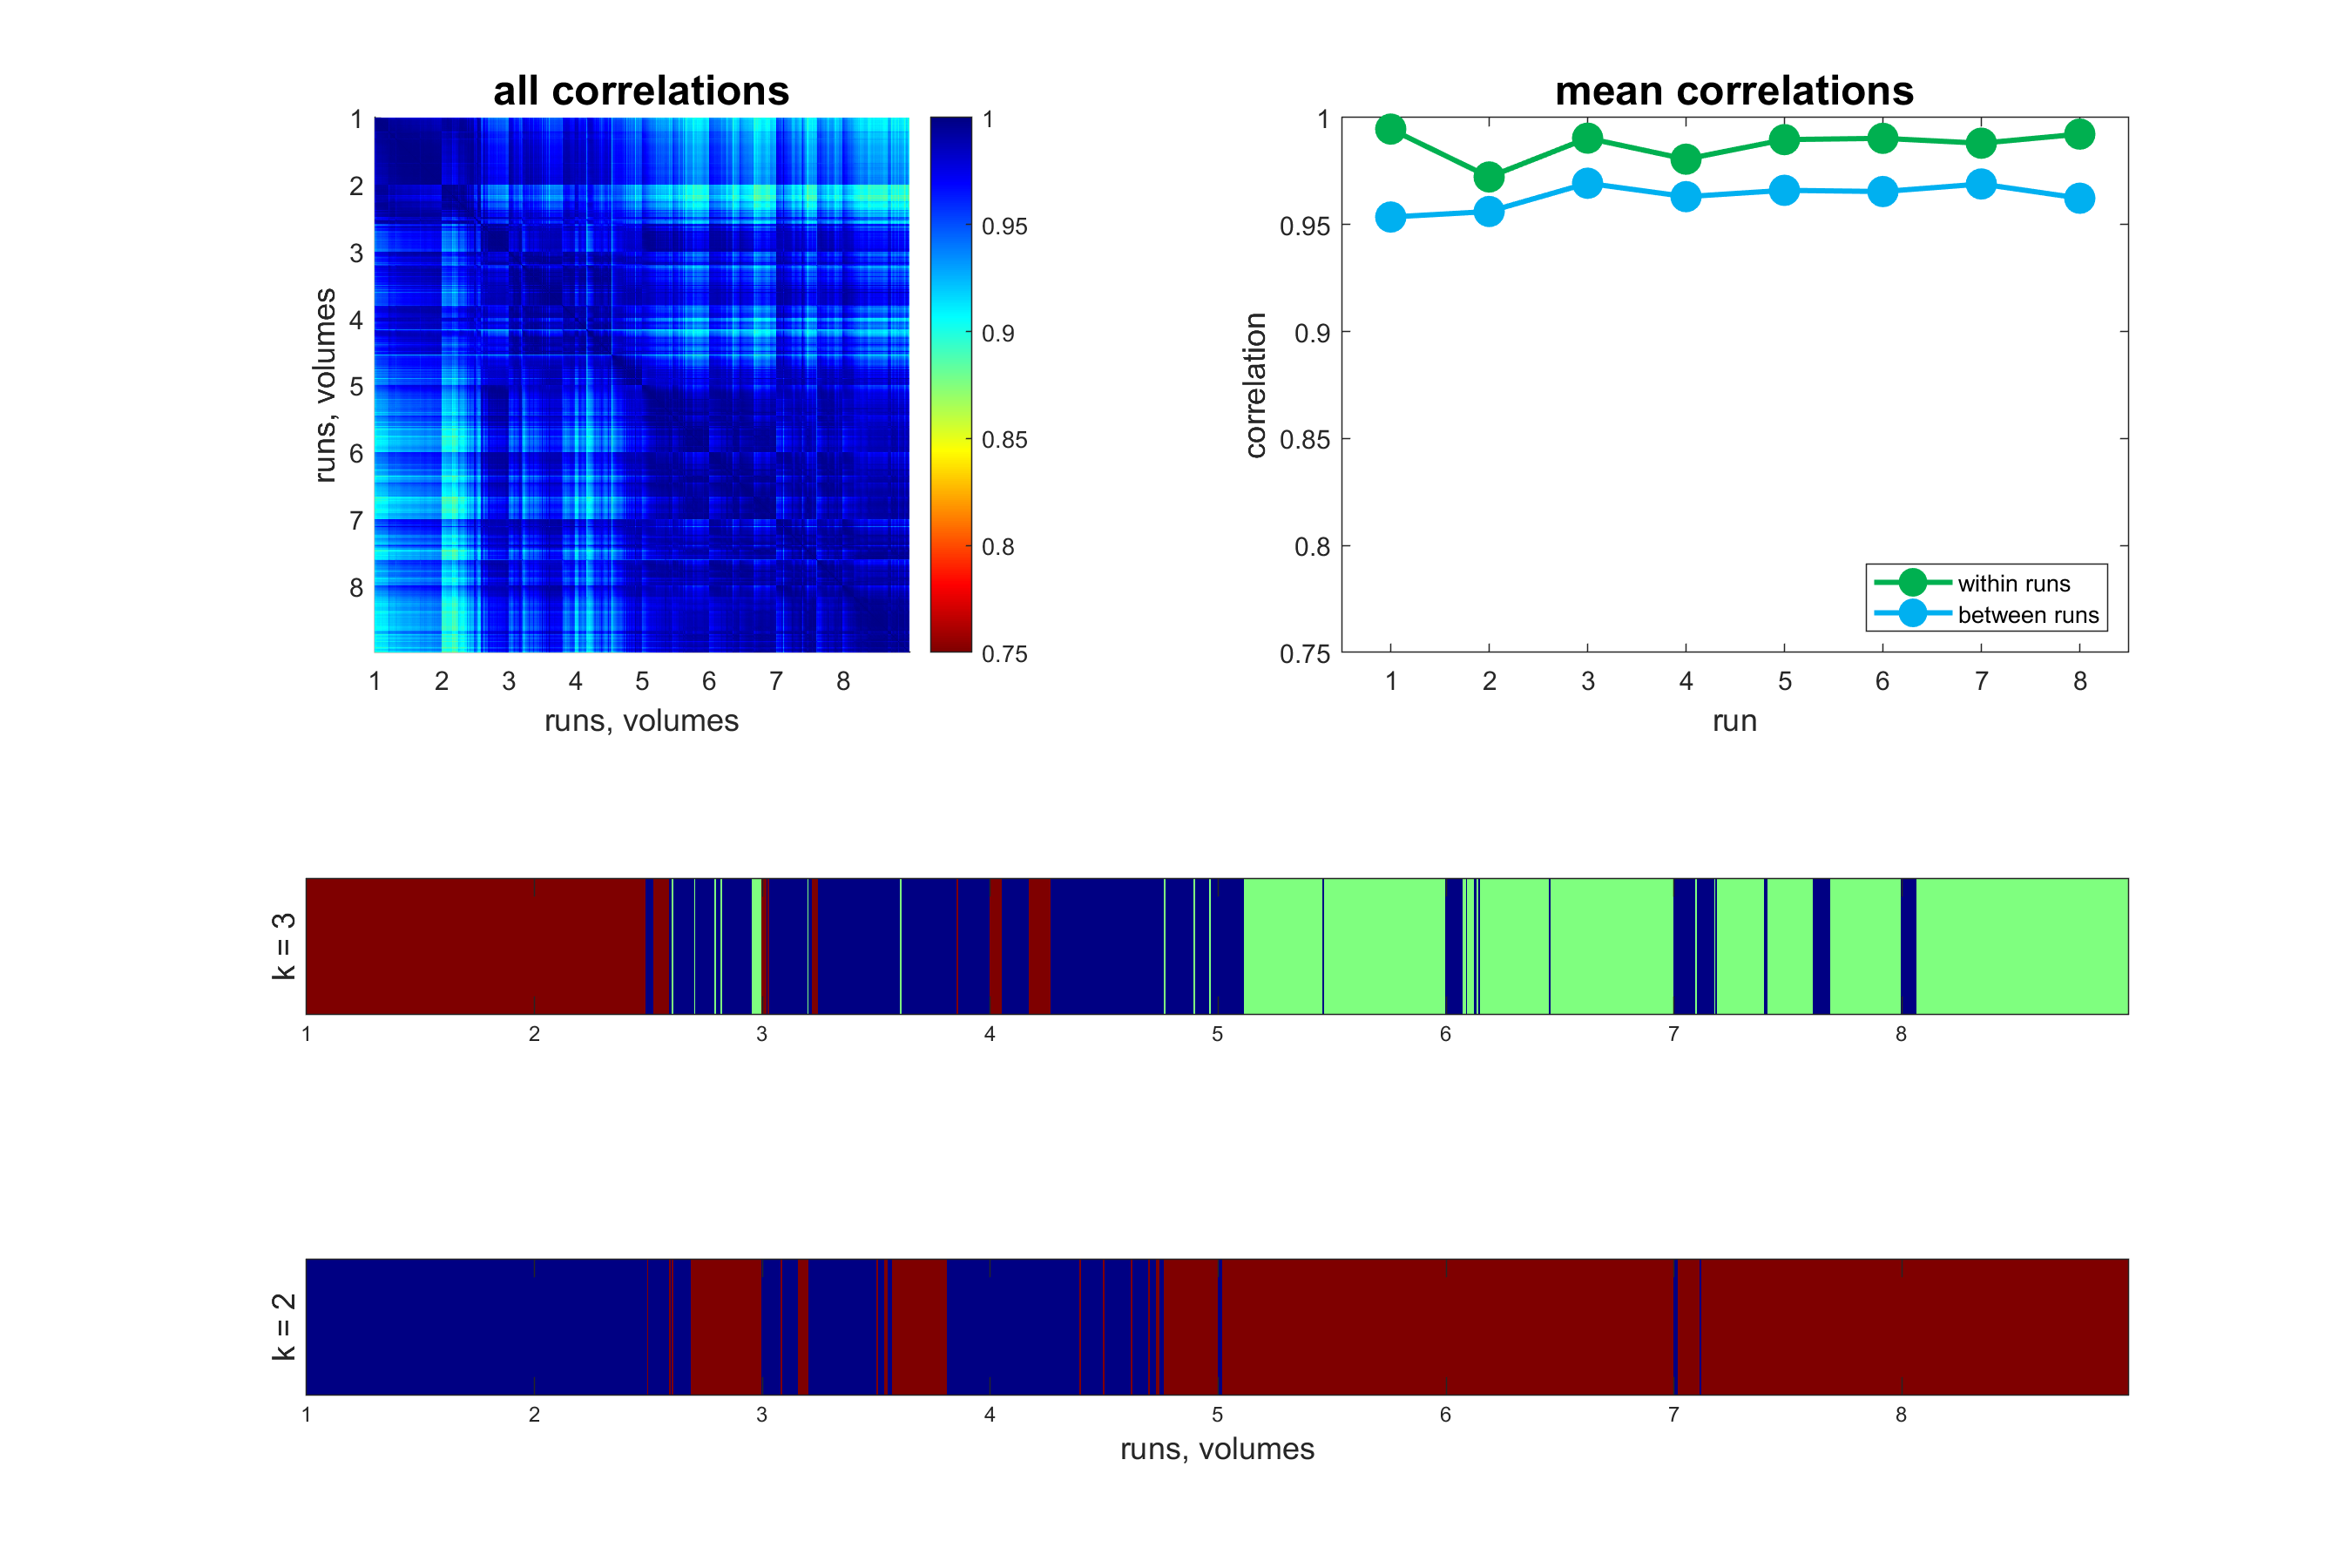 all correlations
1
2
3
4
5
6
7
8
runs, volumes
1 2 3 4 5 6 7 8
runs, volumes
1
0.95
0.9
0.85
0.8
0.75
mean correlations
1
0.95
0.9
0.85
0.8
0.75
correlation
within runs
between runs
1 2 3 4 5 6 7 8
run
k = 3
1 2 3 4 5 6 7 8
k = 2
1 2 3 4 5 6 7 8
runs, volumes